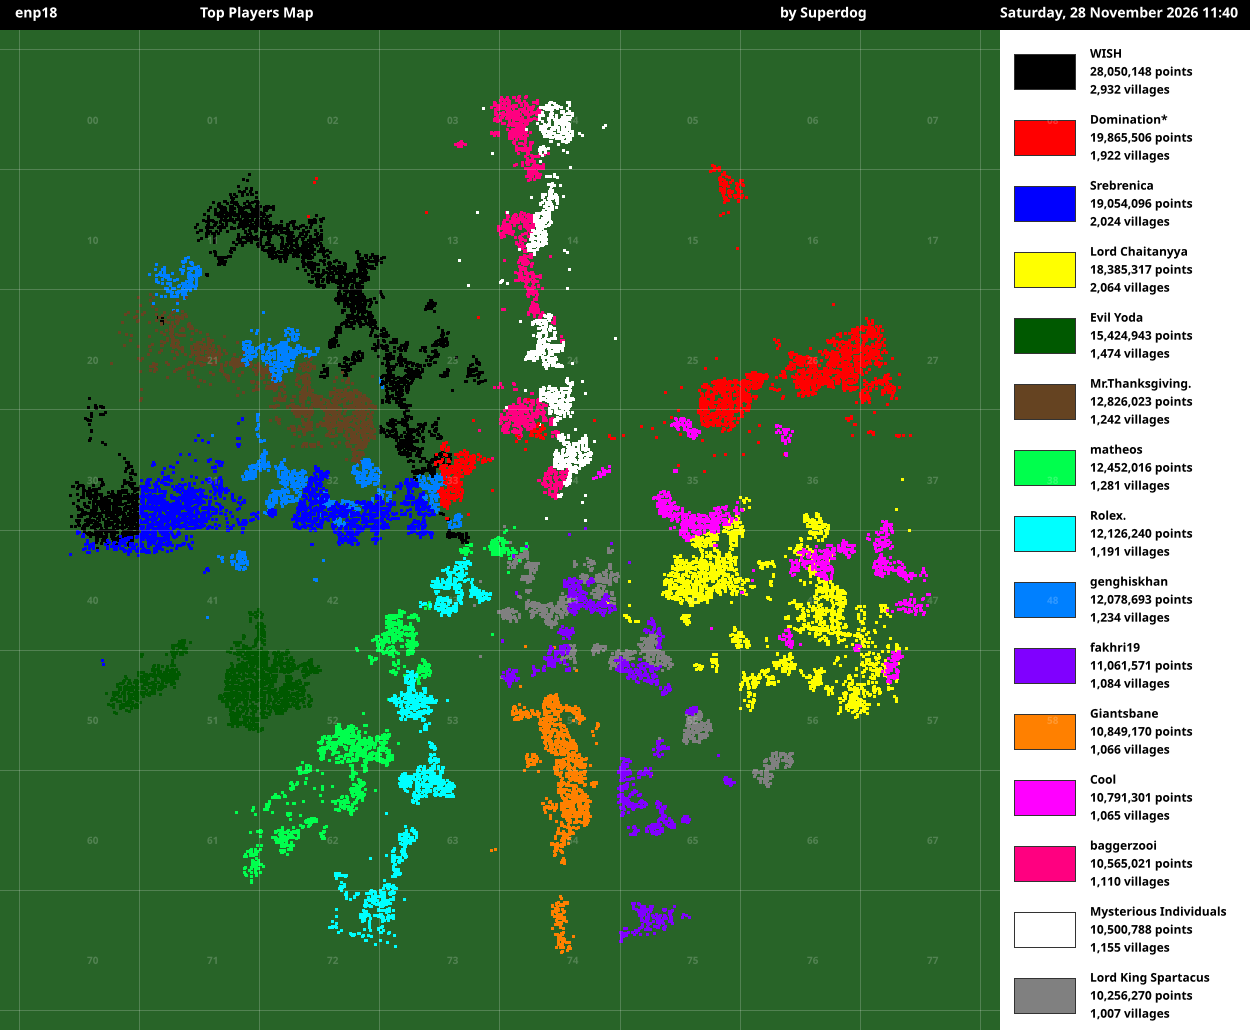 enp18 Top Players Map by Superdog Saturday, 28 November 2026 11:40
WISH
28,050,148 points
2,932 villages
Domination*
19,865,506 points
1,922 villages
Srebrenica
19,054,096 points
2,024 villages
Lord Chaitanyya
18,385,317 points
2,064 villages
Evil Yoda
15,424,943 points
1,474 villages
Mr.Thanksgiving.
12,826,023 points
1,242 villages
matheos
12,452,016 points
1,281 villages
Rolex.
12,126,240 points
1,191 villages
genghiskhan
12,078,693 points
1,234 villages
fakhri19
11,061,571 points
1,084 villages
Giantsbane
10,849,170 points
1,066 villages
Cool
10,791,301 points
1,065 villages
baggerzooi
10,565,021 points
1,110 villages
Mysterious Individuals
10,500,788 points
1,155 villages
Lord King Spartacus
10,256,270 points
1,007 villages
00 01 02 03 05 06 07
10 12 13 14 15 17
20 21 25 27
30 33 36 37
40 41 42 47 48
50 51 52 53 56 57 58
60 61 62 63 65 66 67
70 71 72 73 74 75 76 77